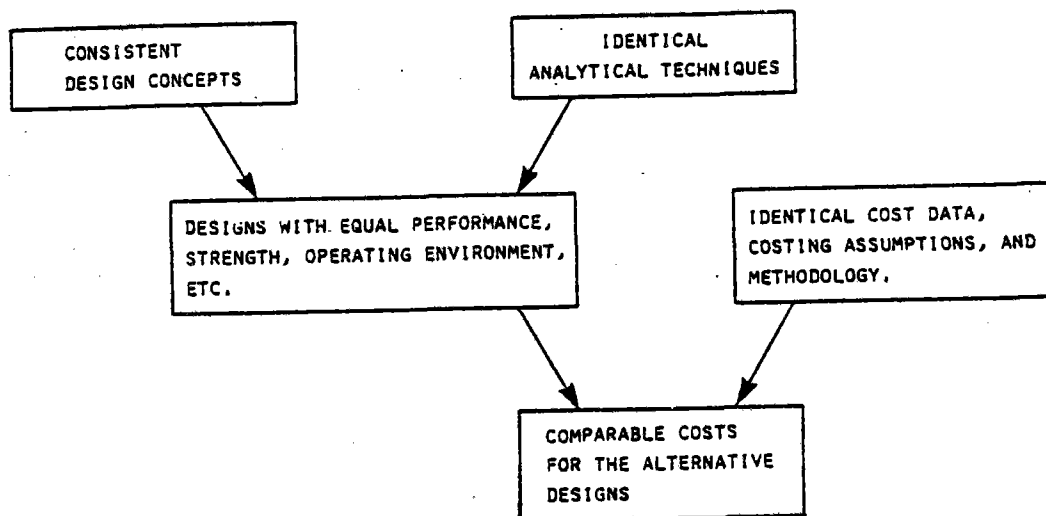 CONSISTENT
DESIGN CONCEPTS
IDENTICAL
ANALYTICAL TECHNIQUES
DESIGNS WITH EQUAL PERFORMANCE,
STRENGTH, OPERATING ENVIRONMENT,
ETC.
IDENTICAL COST DATA,
COSTING ASSUMPTIONS, AND
METHODOLOGY.
COMPARABLE COSTS
FOR THE ALTERNATIVE
DESIGNS